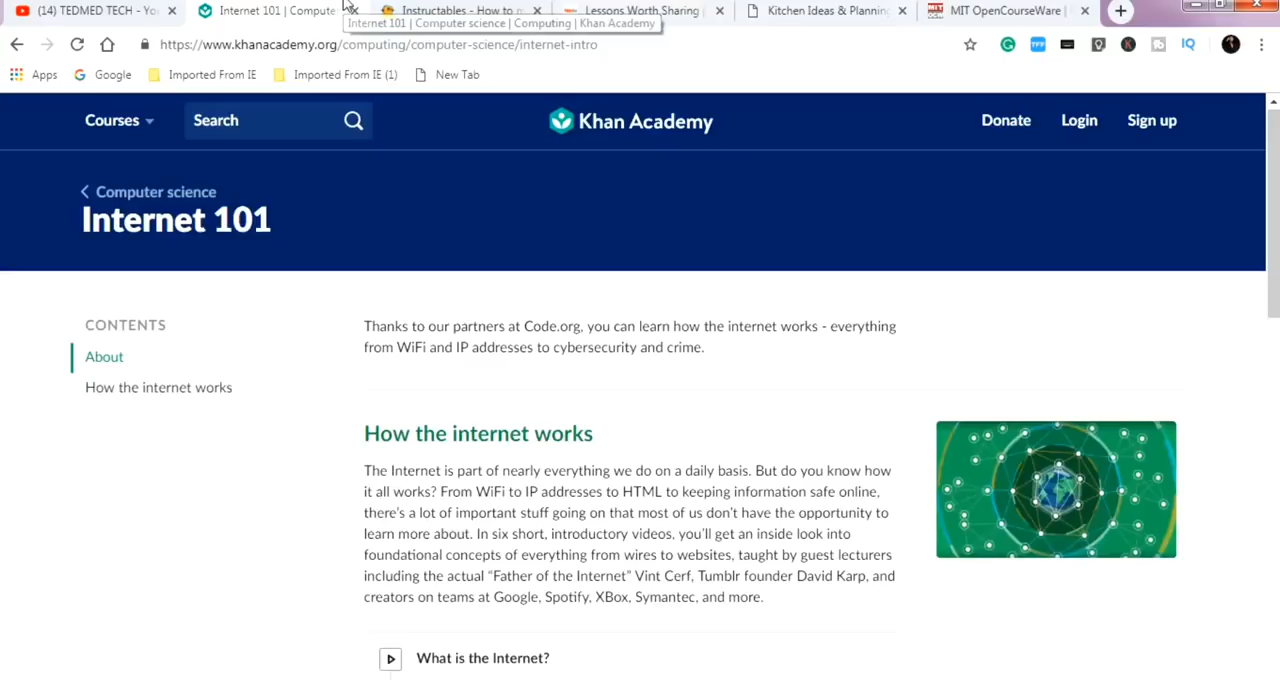 (14) TEDMED TECH - Yo
Internet 101 | Compute
Instructables - How to
Lessons Worth Sharing
Kitchen Ideas & Planning
MIT OpenCourseWare |
Internet 101 | Computer science | Computing | Khan Academy
https://www.khanacademy.org/computing/computer-science/internet-intro
Apps
Google
Imported From IE
Imported From IE (1)
New Tab
Courses
Search
Khan Academy
Donate
Login
Sign up
Computer science
Internet 101
CONTENTS
About
How the internet works
Thanks to our partners at Code.org, you can learn how the internet works - everything
from WiFi and IP addresses to cybersecurity and crime.
How the internet works
The Internet is part of nearly everything we do on a daily basis. But do you know how
it all works? From WiFi to IP addresses to HTML to keeping information safe online,
there's a lot of important stuff going on that most of us don't have the opportunity to
learn more about. In six short, introductory videos, you'll get an inside look into
foundational concepts of everything from wires to websites, taught by guest lecturers
including the actual “Father of the Internet” Vint Cerf, Tumblr founder David Karp, and
creators on teams at Google, Spotify, XBox, Symantec, and more.
What is the Internet?